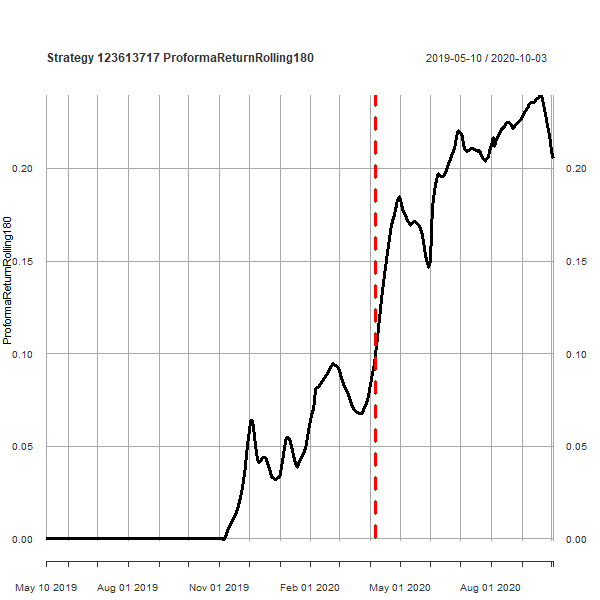 Strategy 123613717 ProformaReturnRolling180
2019-05-10 / 2020-10-03
ProformaReturnRolling180
0.20
0.15
0.10
0.05
0.00
0.20
0.15
0.10
0.05
0.00
May 10 2019
Aug 01 2019
Nov 01 2019
Feb 01 2020
May 01 2020
Aug 01 2020